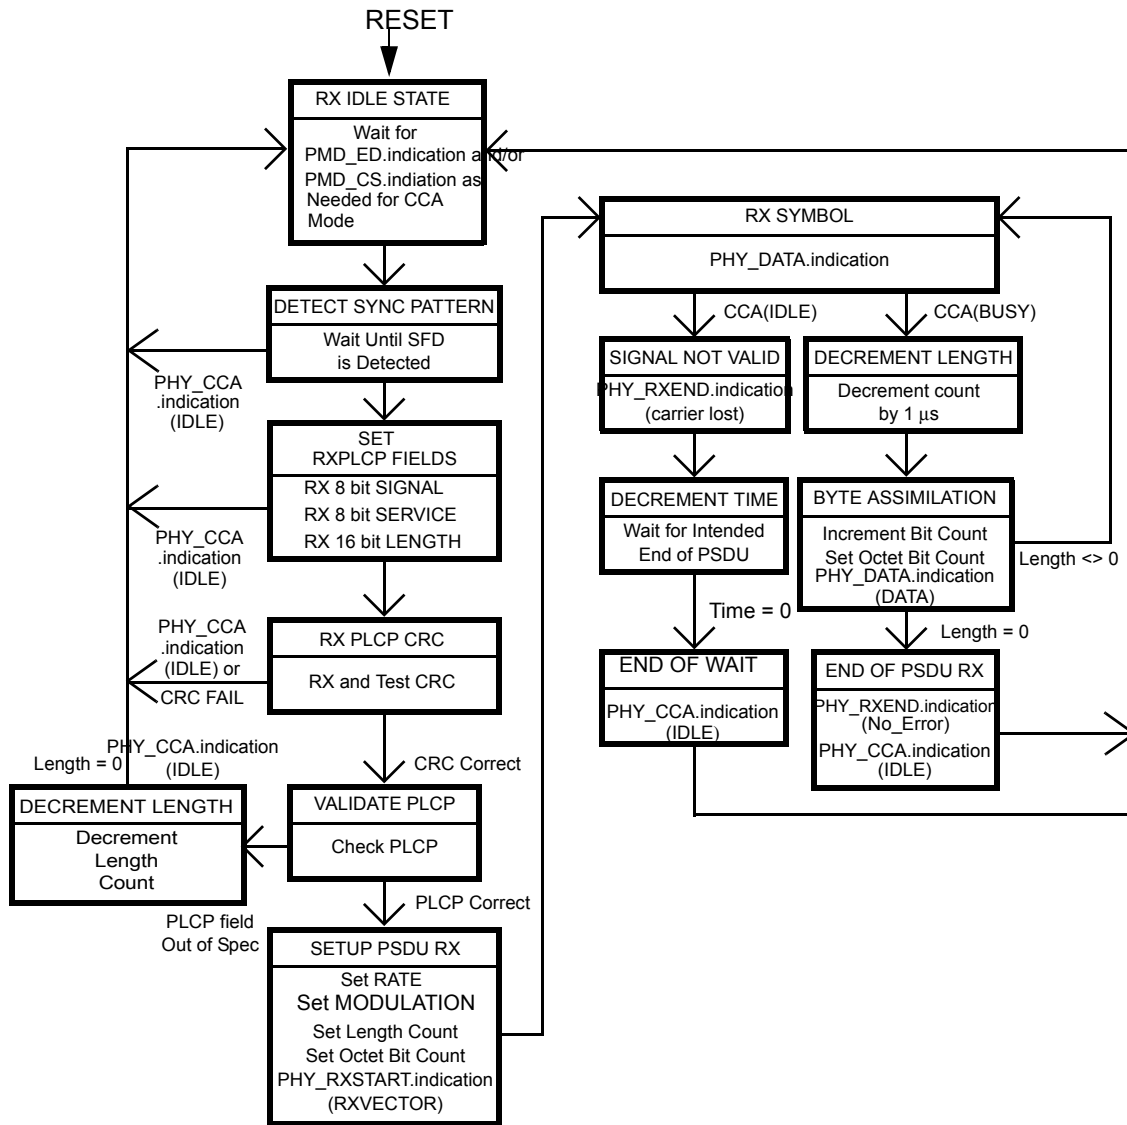 RESET
RX IDLE STATE
Wait for
PMD_ED.indication and/or
PMD_CS.indiation as
Needed for CCA
Mode
DETECT SYNC PATTERN
Wait Until SFD
is Detected
PHY_CCA
.indication
(IDLE)
SET
RXPLCP FIELDS
RX 8 bit SIGNAL
RX 8 bit SERVICE
RX 16 bit LENGTH
PHY_CCA
.indication
(IDLE)
RX PLCP CRC
RX and Test CRC
PHY_CCA
.indication
(IDLE) or
CRC FAIL
CRC Correct
PHY_CCA.indication
(IDLE)
Length = 0
DECREMENT LENGTH
Decrement
Length
Count
VALIDATE PLCP
Check PLCP
PLCP field
Out of Spec
PLCP Correct
SETUP PSDU RX
Set RATE
Set MODULATION
Set Length Count
Set Octet Bit Count
PHY_RXSTART.indication
(RXVECTOR)
RX SYMBOL
PHY_DATA.indication
CCA(IDLE)
CCA(BUSY)
SIGNAL NOT VALID
PHY_RXEND.indication
(carrier lost)
DECREMENT LENGTH
Decrement count
by 1 μs
DECREMENT TIME
Wait for Intended
End of PSDU
BYTE ASSIMILATION
Increment Bit Count
Set Octet Bit Count
PHY_DATA.indication
(DATA)
Length <> 0
Time = 0
Length = 0
END OF WAIT
PHY_CCA.indication
(IDLE)
END OF PSDU RX
PHY_RXEND.indication
(No_Error)
PHY_CCA.indication
(IDLE)